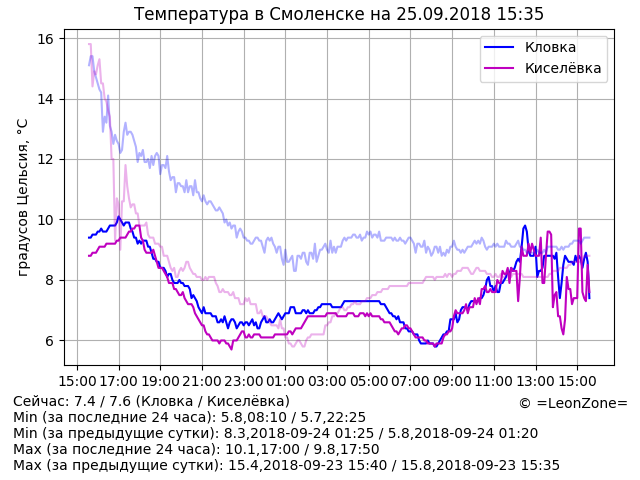 Температура в Смоленске на 25.09.2018 15:35
градусов Цельсия, °C
16
14
12
10
8
6
Кловка
Киселёвка
15:00 17:00 19:00 21:00 23:00 01:00 03:00 05:00 07:00 09:00 11:00 13:00 15:00
Сейчас: 7.4 / 7.6 (Кловка / Киселёвка)
© =LeonZone=
Min (за последние 24 часа): 5.8,08:10 / 5.7,22:25
Min (за предыдущие сутки): 8.3,2018-09-24 01:25 / 5.8,2018-09-24 01:20
Max (за последние 24 часа): 10.1,17:00 / 9.8,17:50
Max (за предыдущие сутки): 15.4,2018-09-23 15:40 / 15.8,2018-09-23 15:35